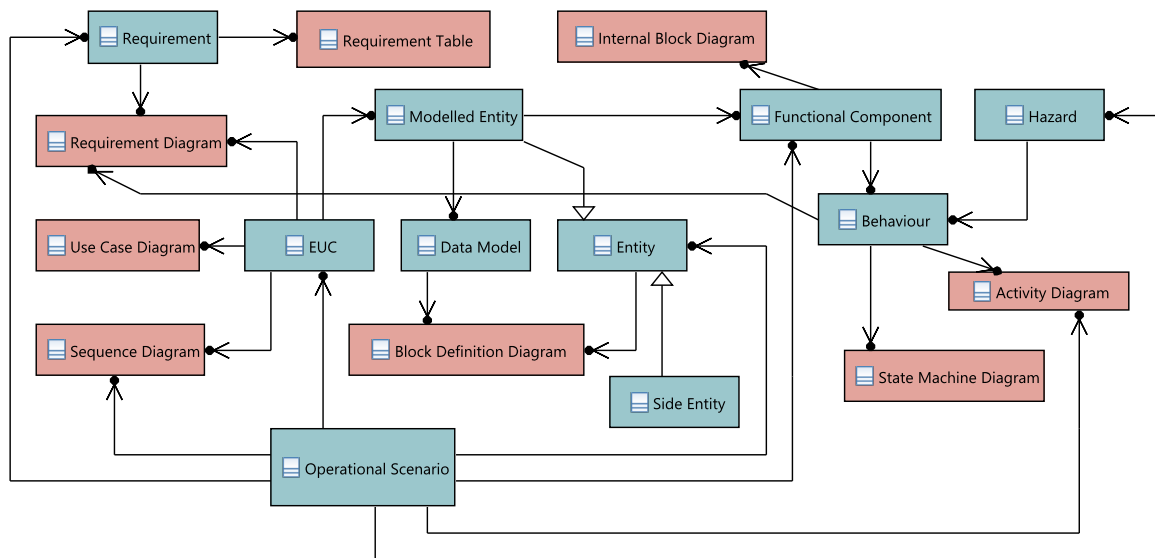 Requirement
Requirement Table
Internal Block Diagram
Modelled Entity
Functional Component
Hazard
Requirement Diagram
Behaviour
Use Case Diagram
EUC
Data Model
Entity
Activity Diagram
Sequence Diagram
Block Definition Diagram
State Machine Diagram
Side Entity
Operational Scenario